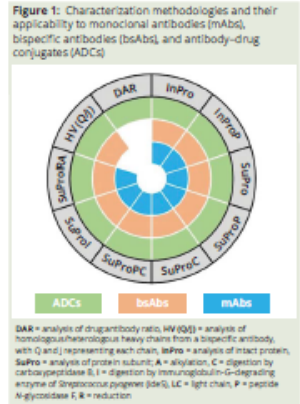 Figure 1: Characterization methodologies and their
applicability to monoclonal antibodies (mAbs),
bispecific antibodies (bsAbs), and antibody–drug
conjugates (ADCs)
DAR
InPro
InProP
SuPro
SuProP
SuProC
SuProPC
SuProI
SuProIRA
HV(Q/J)
ADCs
bsAbs
mAbs
DAR = analysis of drug:antibody ratio, HV (Q/J) = analysis of
homologous/heterologous heavy chains from a bispecific antibody,
with Q and J representing each chain, InPro = analysis of intact protein,
SuPro = analysis of protein subunit; A = alkylation, C = digestion by
carboxypeptidase B, I = digestion by immunoglobulin-G–degrading
enzyme of Streptococcus pyogenes (IdeS), LC = light chain, P = peptide
N-glycosidase F, R = reduction